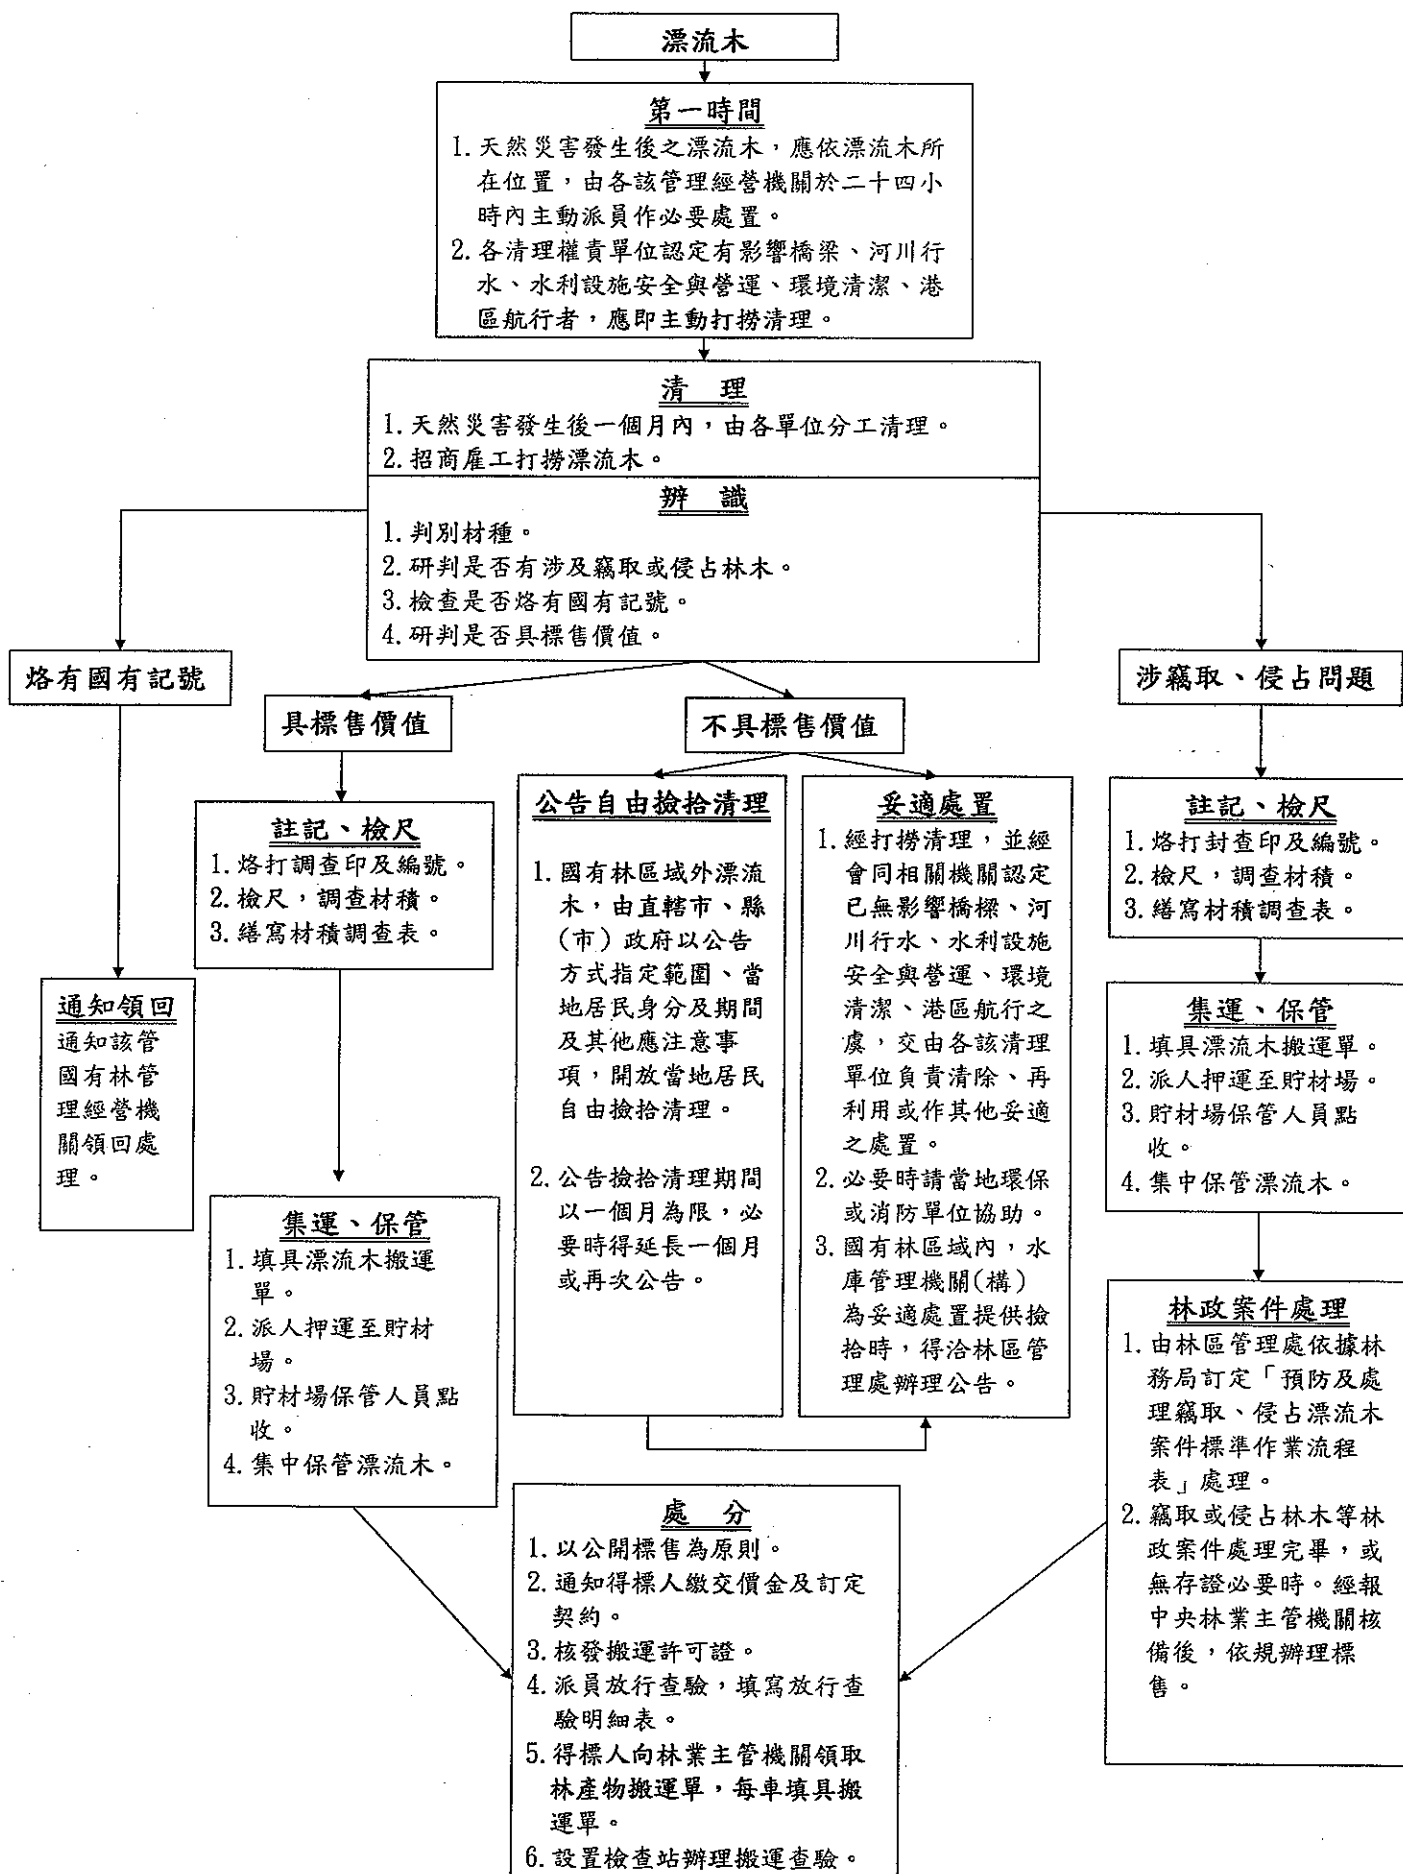 漂流木
第一時間
1. 天然災害發生後之漂流木，應依漂流木所
在位置，由各該管理經營機關於二十四小
時內主動派員作必要處置。
2. 各清理權責單位認定有影響橋梁、河川行
水、水利設施安全與營運、環境清潔、港
區航行者，應即主動打撈清理。
清 理
1. 天然災害發生後一個月內，由各單位分工清理。
2. 招商雇工打撈漂流木。
辨 識
1. 判別材種。
2. 研判是否有涉及竊取或侵占林木。
3. 檢查是否烙有國有記號。
4. 研判是否具標售價值。
烙有國有記號
通知領回
通知該管
國有林管
理經營機
關領回處
理。
具標售價值
註記、檢尺
1. 烙打調查印及編號。
2. 檢尺，調查材積。
3. 繕寫材積調查表。
集運、保管
1. 填具漂流木搬運
單。
2. 派人押運至貯材
場。
3. 貯材場保管人員點
收。
4. 集中保管漂流木。
不具標售價值
公告自由撿拾清理
1. 國有林區域外漂流
木，由直轄市、縣
（市）政府以公告
方式指定範圍、當
地居民身分及期間
及其他應注意事
項，開放當地居民
自由撿拾清理。
2. 公告撿拾清理期間
以一個月為限，必
要時得延長一個月
或再次公告。
妥適處置
1. 經打撈清理，並經
會同相關機關認定
已無影響橋樑、河
川行水、水利設施
安全與營運、環境
清潔、港區航行之
虞，交由各該清理
單位負責清除、再
利用或作其他妥適
之處置。
2. 必要時請當地環保
或消防單位協助。
3. 國有林區域內，水
庫管理機關(構)
為妥適處置提供撿
拾時，得洽林區管
理處辦理公告。
涉竊取、侵占問題
註記、檢尺
1. 烙打封查印及編號。
2. 檢尺，調查材積。
3. 繕寫材積調查表。
集運、保管
1. 填具漂流木搬運單。
2. 派人押運至貯材場。
3. 貯材場保管人員點
收。
4. 集中保管漂流木。
林政案件處理
1. 由林區管理處依據林
務局訂定「預防及處
理竊取、侵占漂流木
案件標準作業流程
表」處理。
2. 竊取或侵占林木等林
政案件處理完畢，或
無存證必要時。經報
中央林業主管機關核
備後，依規辦理標
售。
處 分
1. 以公開標售為原則。
2. 通知得標人繳交價金及訂定
契約。
3. 核發搬運許可證。
4. 派員放行查驗，填寫放行查
驗明細表。
5. 得標人向林業主管機關領取
林產物搬運單，每車填具搬
運單。
6. 設置檢查站辦理搬運查驗。